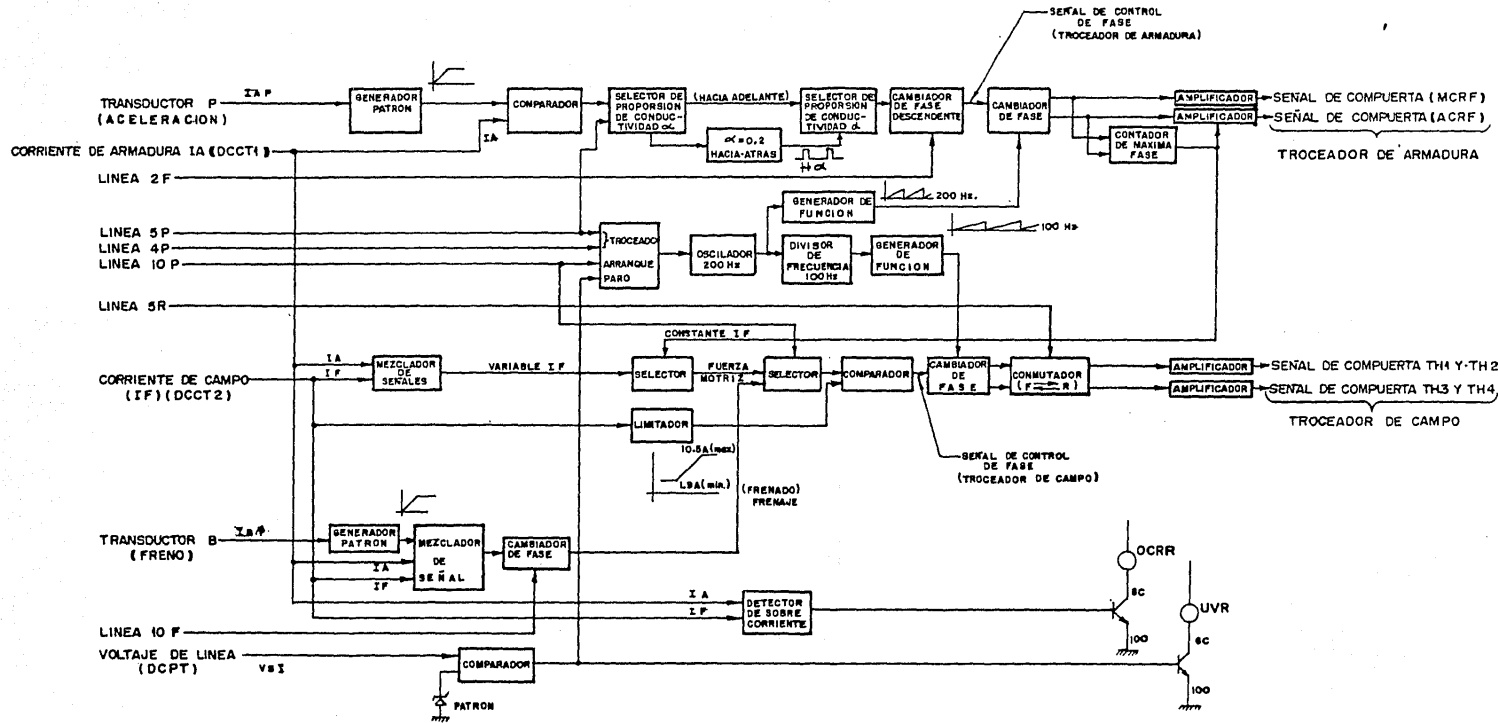 SEÑAL DE CONTROL
DE FASE
(TROCEADOR DE ARMADURA)
TRANSDUCTOR P
(ACELERACION)
IAP
GENERADOR
PATRON
COMPARADOR
SELECTOR DE
PROPORSION
DE CONDUC-
TIVIDAD α
(HACIA ADELANTE)
SELECTOR DE
PROPORSION
DE CONDUC-
TIVIDAD α
CAMBIADOR
DE FASE
DESCENDENTE
CAMBIADOR
DE FASE
AMPLIFICADOR
SEÑAL DE COMPUERTA (MCRF)
AMPLIFICADOR
SEÑAL DE COMPUERTA (ACRF)
CONTADOR
DE MAXIMA
FASE
TROCEADOR DE ARMADURA
CORRIENTE DE ARMADURA IA (DCCT1)
IA
α = 0,2
HACIA-ATRAS
α
LINEA 2F
GENERADOR DE
FUNCION
200 Hz.
100 Hz
LINEA 5P
LINEA 4P
LINEA 10P
}TROCEADO
ARRANQUE
PARO
OSCILADOR
200 Hz
DIVISOR
DE
FRECUENCIA
100 Hz
GENERADOR
DE
FUNCION
LINEA 5R
CONSTANTE IF
IA
IF
MEZCLADOR
DE
SEÑALES
VARIABLE IF
SELECTOR
FUERZA
MOTRIZ
SELECTOR
COMPARADOR
CAMBIADOR
DE
FASE
CONMUTADOR
(F ⇌ R)
AMPLIFICADOR
SEÑAL DE COMPUERTA TH1 Y TH2
AMPLIFICADOR
SEÑAL DE COMPUERTA TH3 Y TH4
TROCEADOR DE CAMPO
CORRIENTE DE CAMPO
(IF) (DCCT2)
LIMITADOR
10.5A (max)
1.9A (min.)
(FRENADO)
FRENAJE
SEÑAL DE CONTROL
DE FASE
(TROCEADOR DE CAMPO)
TRANSDUCTOR B
(FRENO)
GENERADOR
PATRON
MEZCLADOR
DE
SEÑAL
IA
IF
CAMBIADOR
DE FASE
LINEA 10 F
IA
IF
DETECTOR
DE SOBRE
CORRIENTE
OCRR
6C
100
UVR
6C
100
VOLTAJE DE LINEA
(DCPT)
COMPARADOR
PATRON